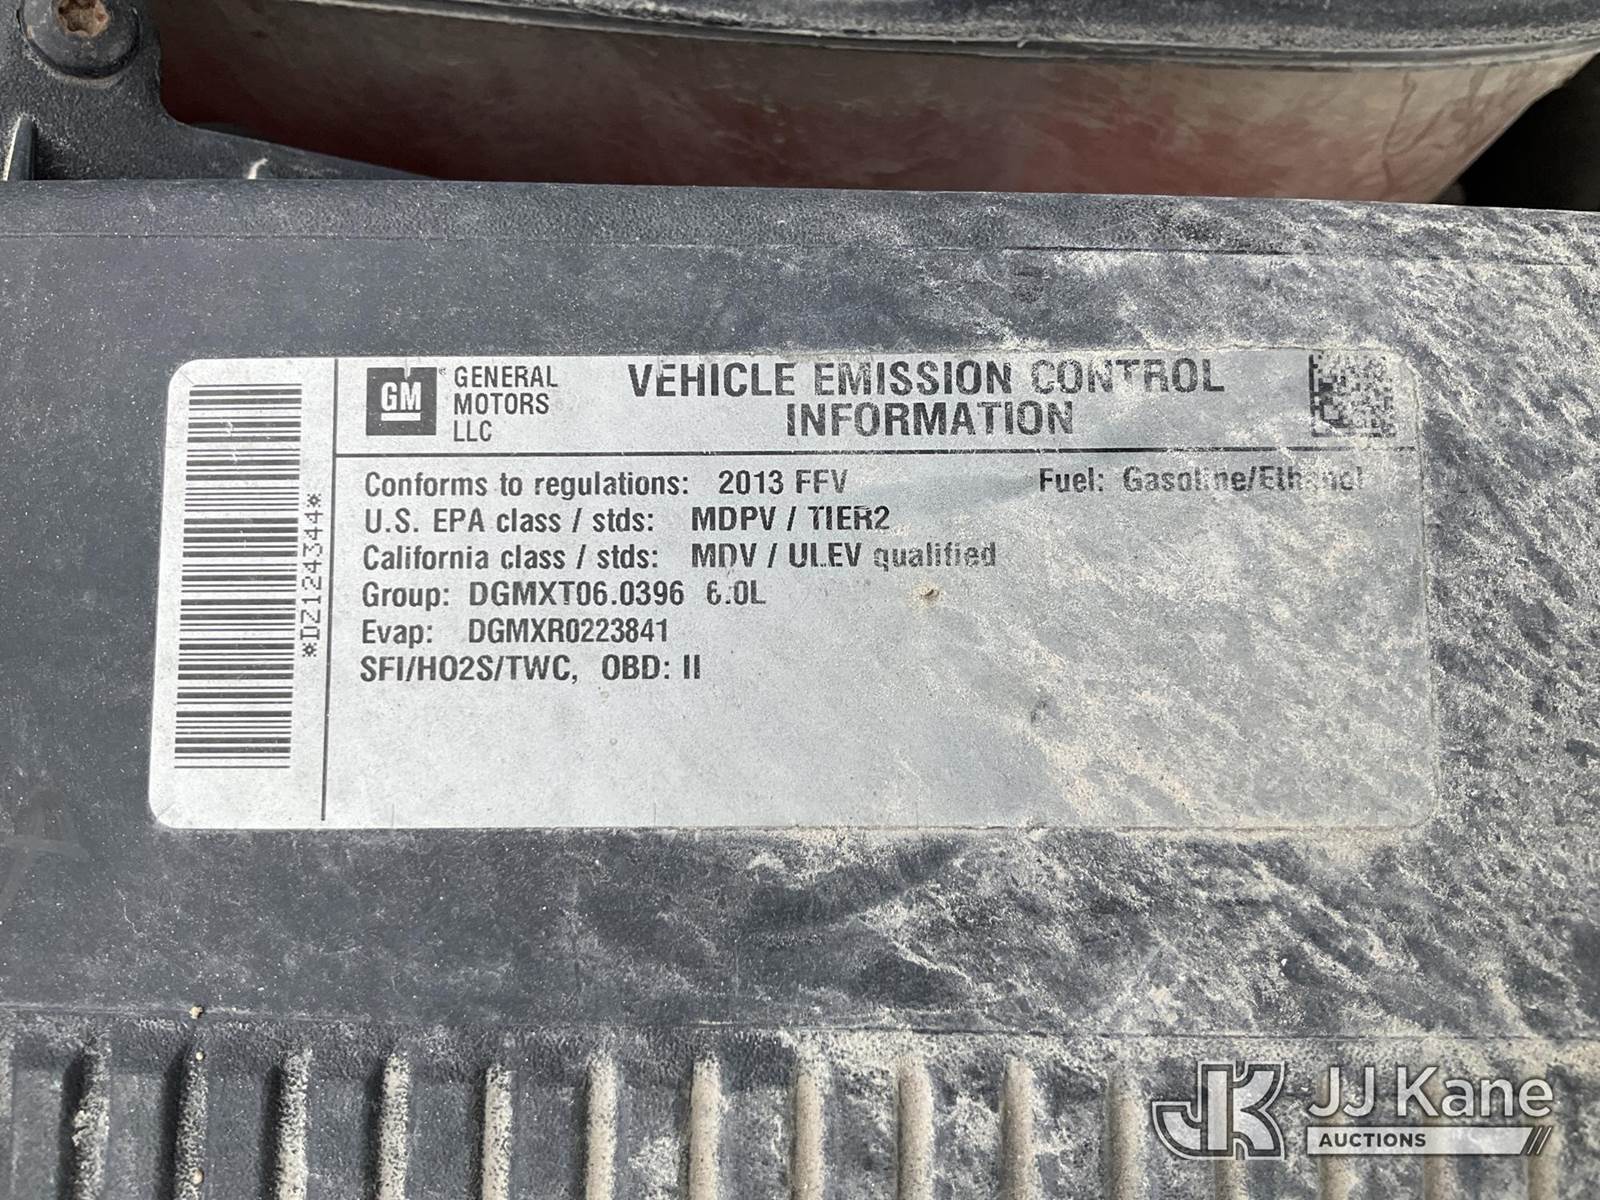 GM
GENERAL
MOTORS
LLC
VEHICLE EMISSION CONTROL
INFORMATION
Conforms to regulations: 2013 FFV Fuel: Gasoline/Ethanol
U.S. EPA class / stds: MDPV / TIER2
California class / stds: MDV / ULEV qualified
Group: DGMXT06.0396 6.0L
Evap: DGMXR0223841
SFI/HO2S/TWC, OBD: II
*DZ124344*
JK JJ Kane
AUCTIONS